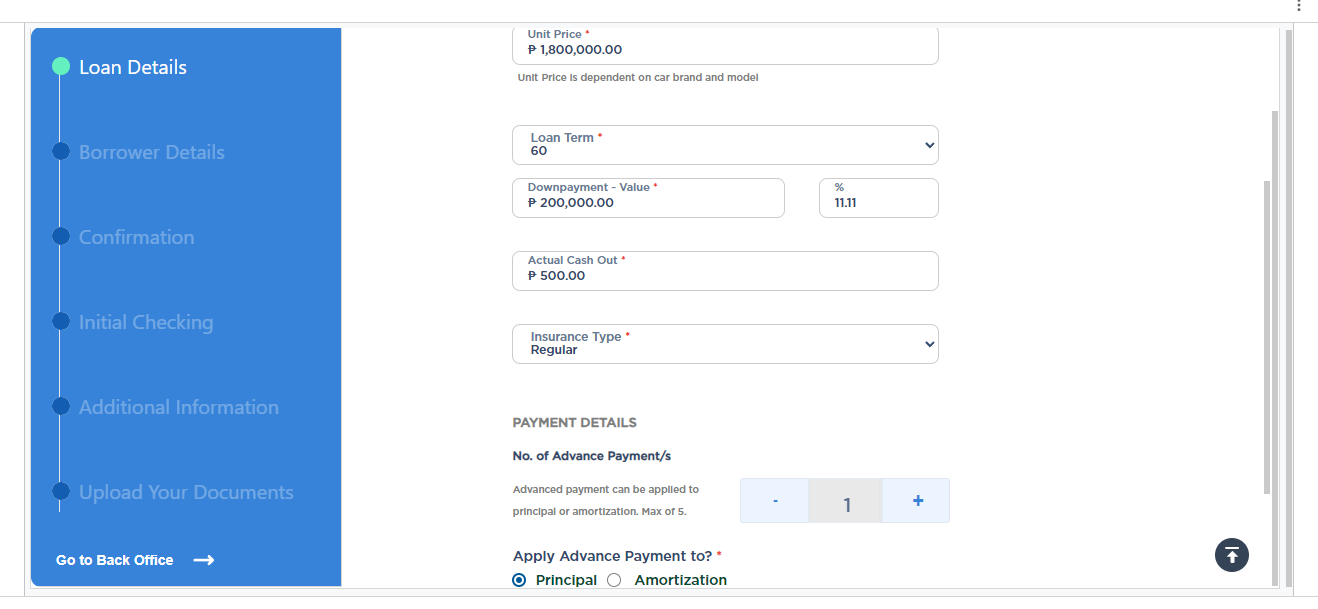 Loan Details
Borrower Details
Confirmation
Initial Checking
Additional Information
Upload Your Documents
Go to Back Office
Unit Price *
₱ 1,800,000.00
Unit Price is dependent on car brand and model
Loan Term *
60
Downpayment - Value *
₱ 200,000.00
%
11.11
Actual Cash Out *
₱ 500.00
Insurance Type *
Regular
PAYMENT DETAILS
No. of Advance Payment/s
Advanced payment can be applied to
principal or amortization. Max of 5.
- 1 +
Apply Advance Payment to? *
Principal Amortization